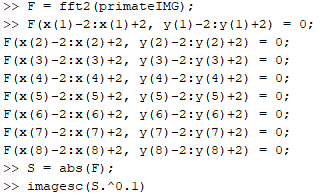 >> F = fft2(primateIMG);
>> F(x(1)-2:x(1)+2, y(1)-2:y(1)+2) = 0;
F(x(2)-2:x(2)+2, y(2)-2:y(2)+2) = 0;
F(x(3)-2:x(3)+2, y(3)-2:y(3)+2) = 0;
F(x(4)-2:x(4)+2, y(4)-2:y(4)+2) = 0;
F(x(5)-2:x(5)+2, y(5)-2:y(5)+2) = 0;
F(x(6)-2:x(6)+2, y(6)-2:y(6)+2) = 0;
F(x(7)-2:x(7)+2, y(7)-2:y(7)+2) = 0;
F(x(8)-2:x(8)+2, y(8)-2:y(8)+2) = 0;
>> S = abs(F);
>> imagesc(S.^0.1)